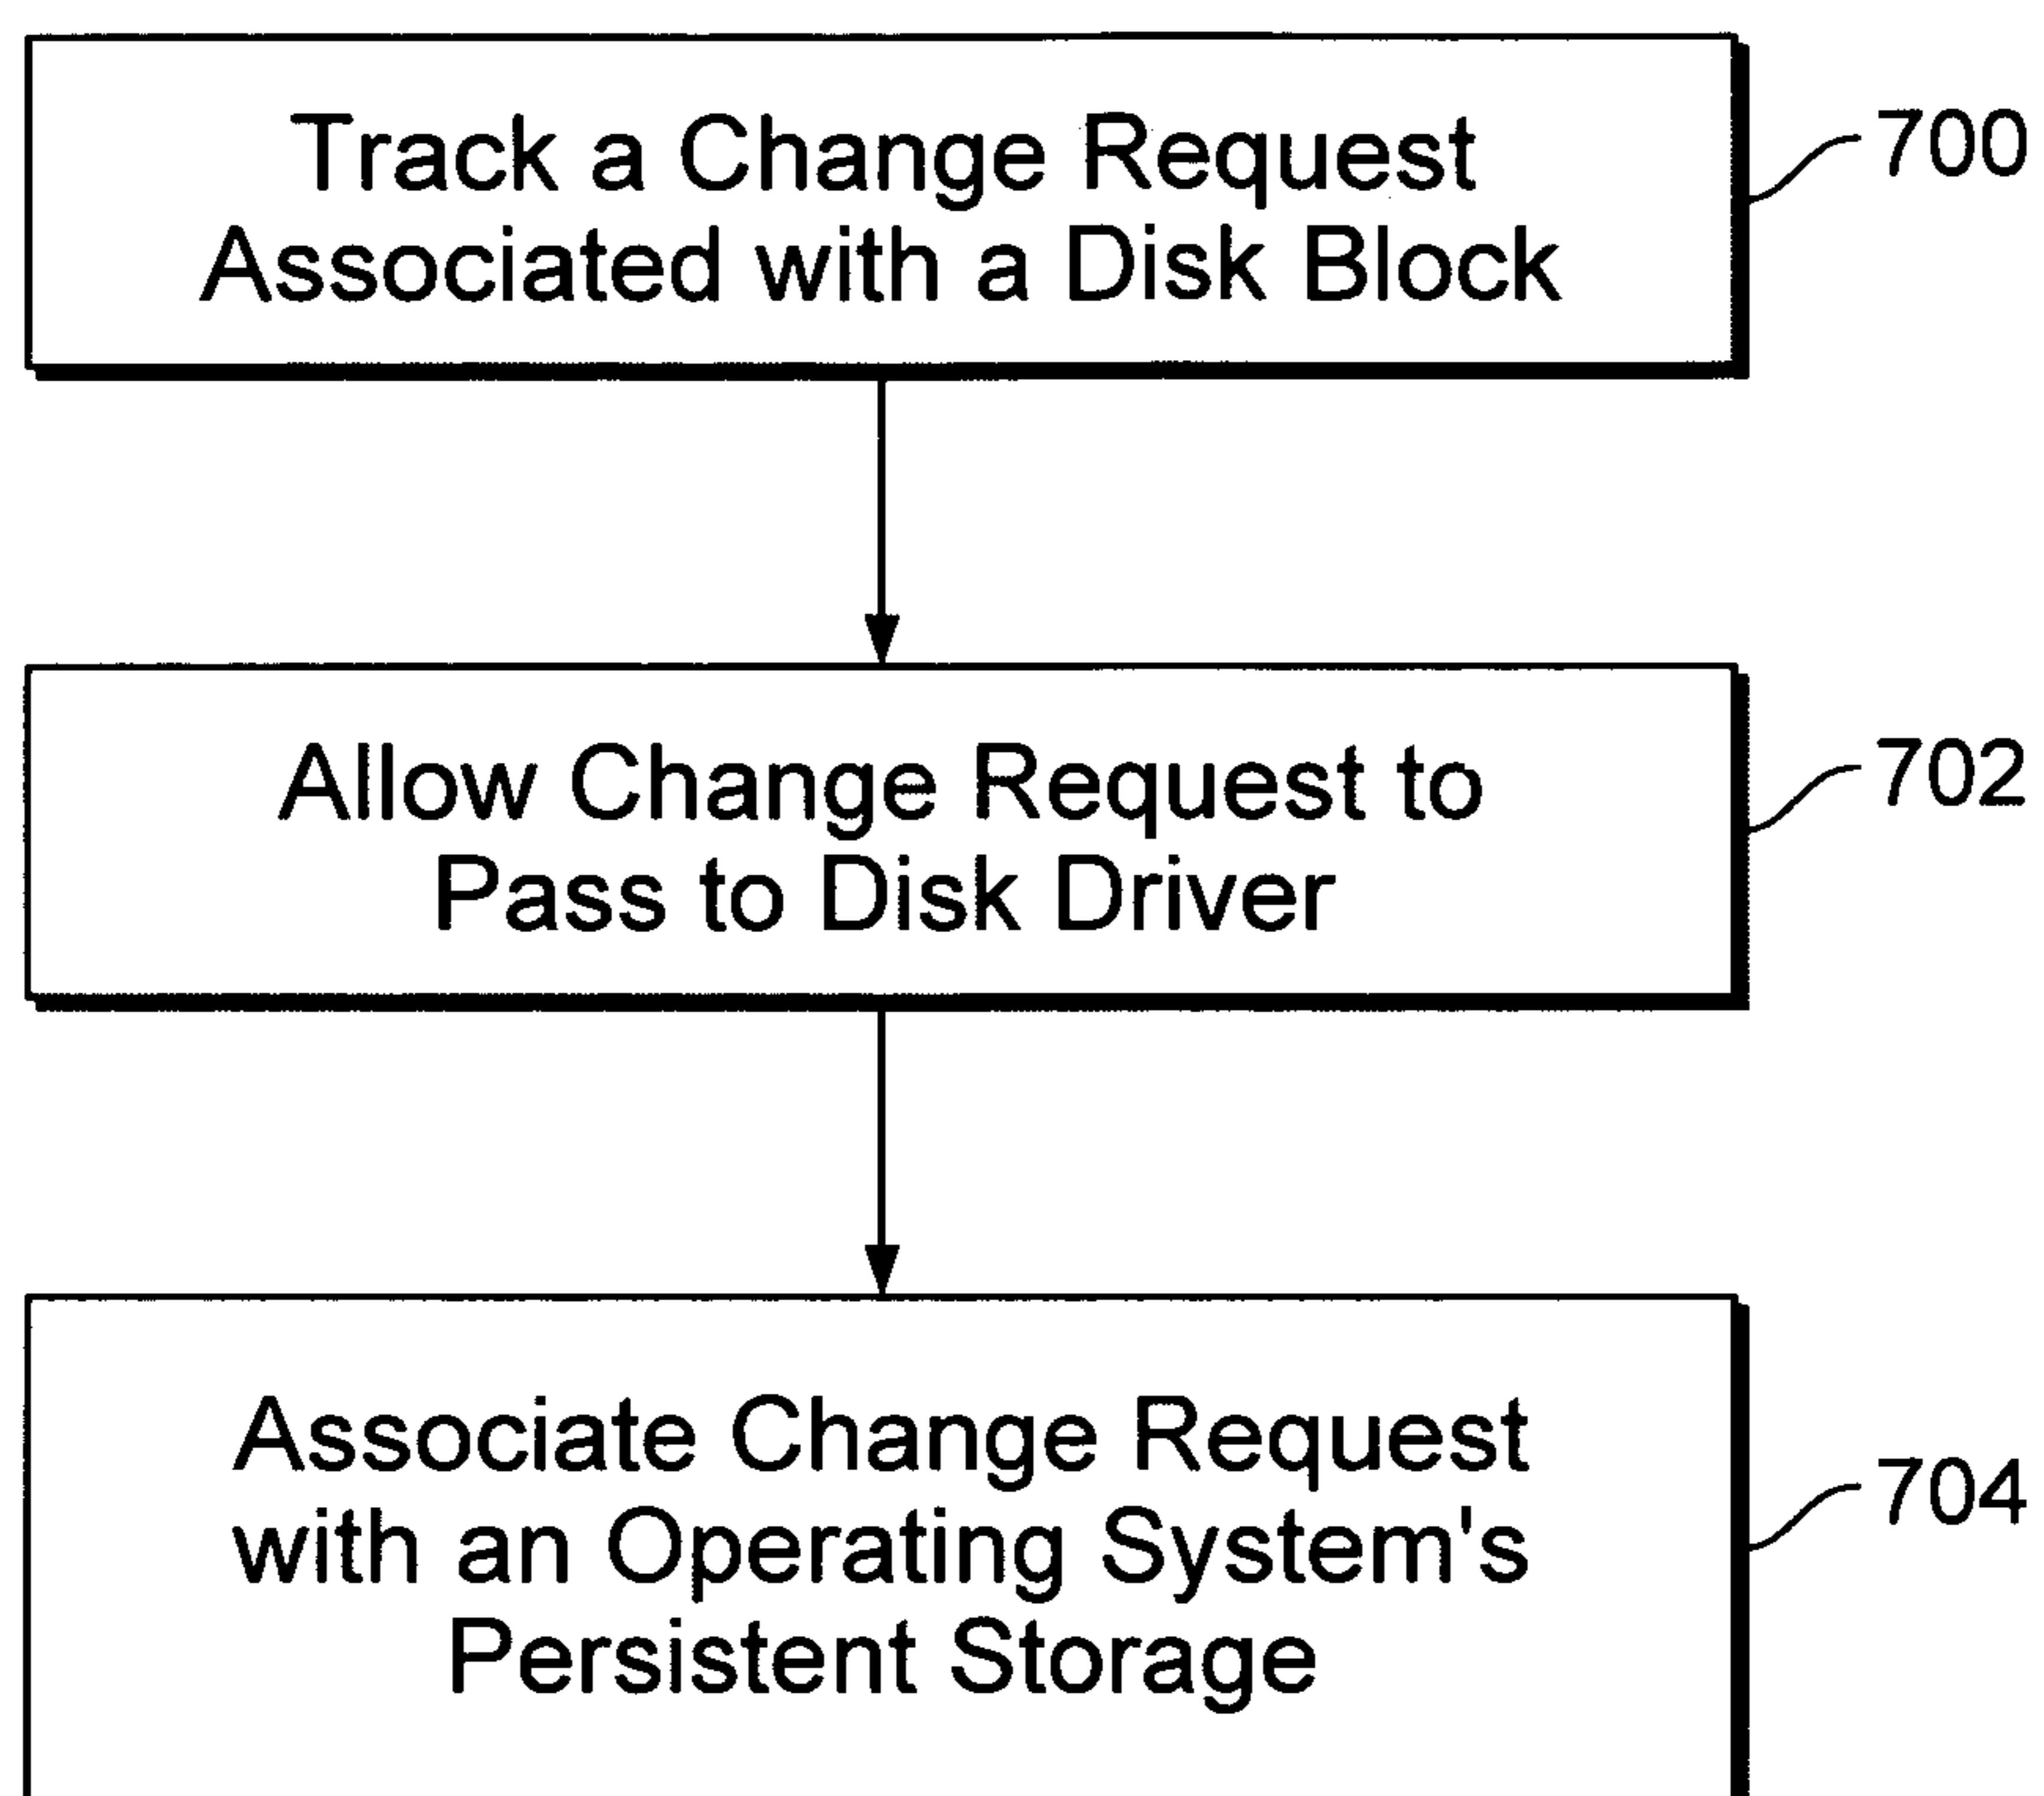 Track a Change Request
Associated with a Disk Block
700
Allow Change Request to
Pass to Disk Driver
702
Associate Change Request
with an Operating System's
Persistent Storage
704